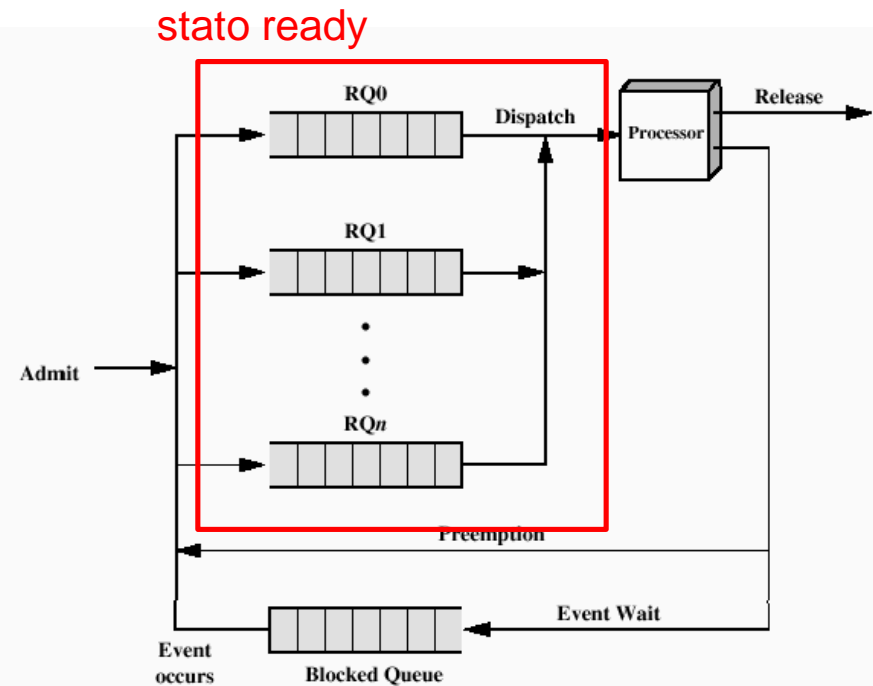 stato ready
RQ0
Dispatch
Release
Processor
RQ1
Admit
RQn
Preemption
Event Wait
Event
occurs
Blocked Queue